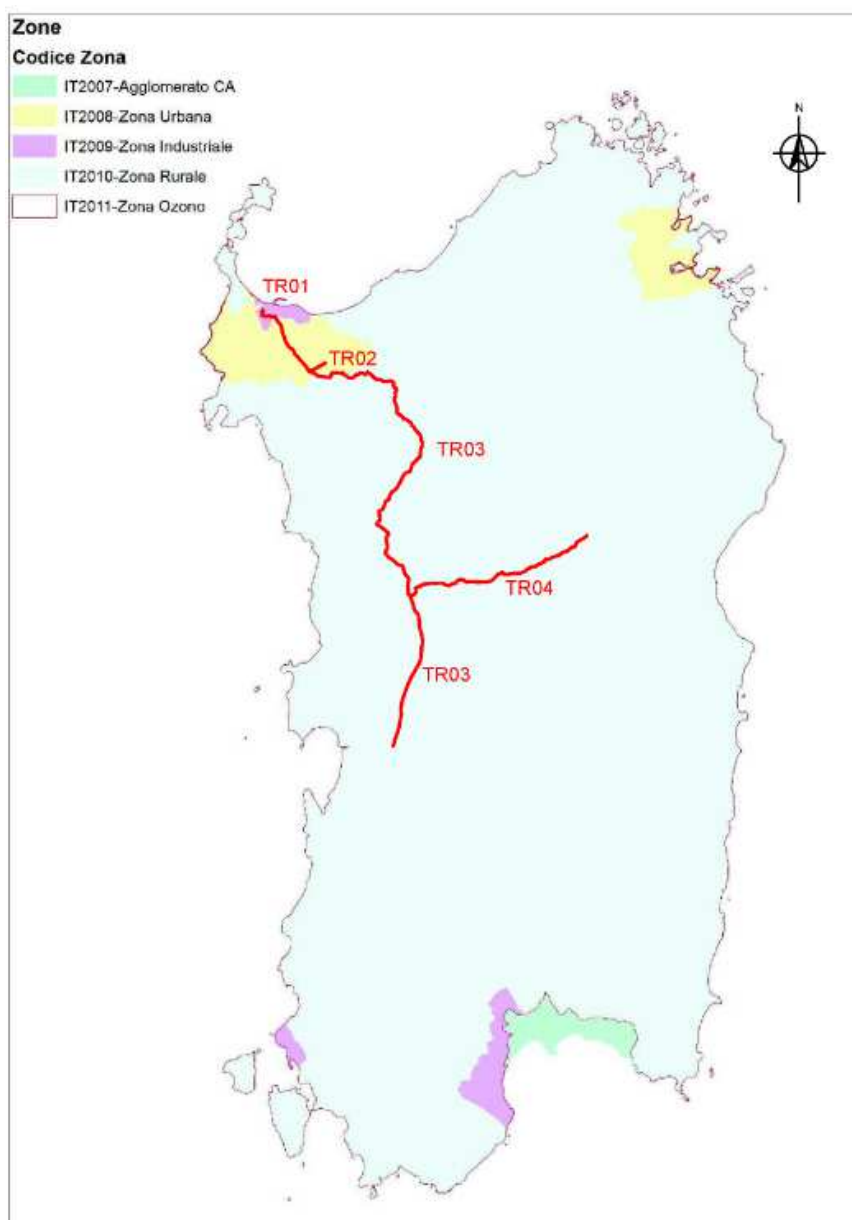 Zone
Codice Zona
IT2007-Agglomerato CA
IT2008-Zona Urbana
IT2009-Zona Industriale
IT2010-Zona Rurale
IT2011-Zona Ozono
N
TR01
TR02
TR03
TR04
TR03